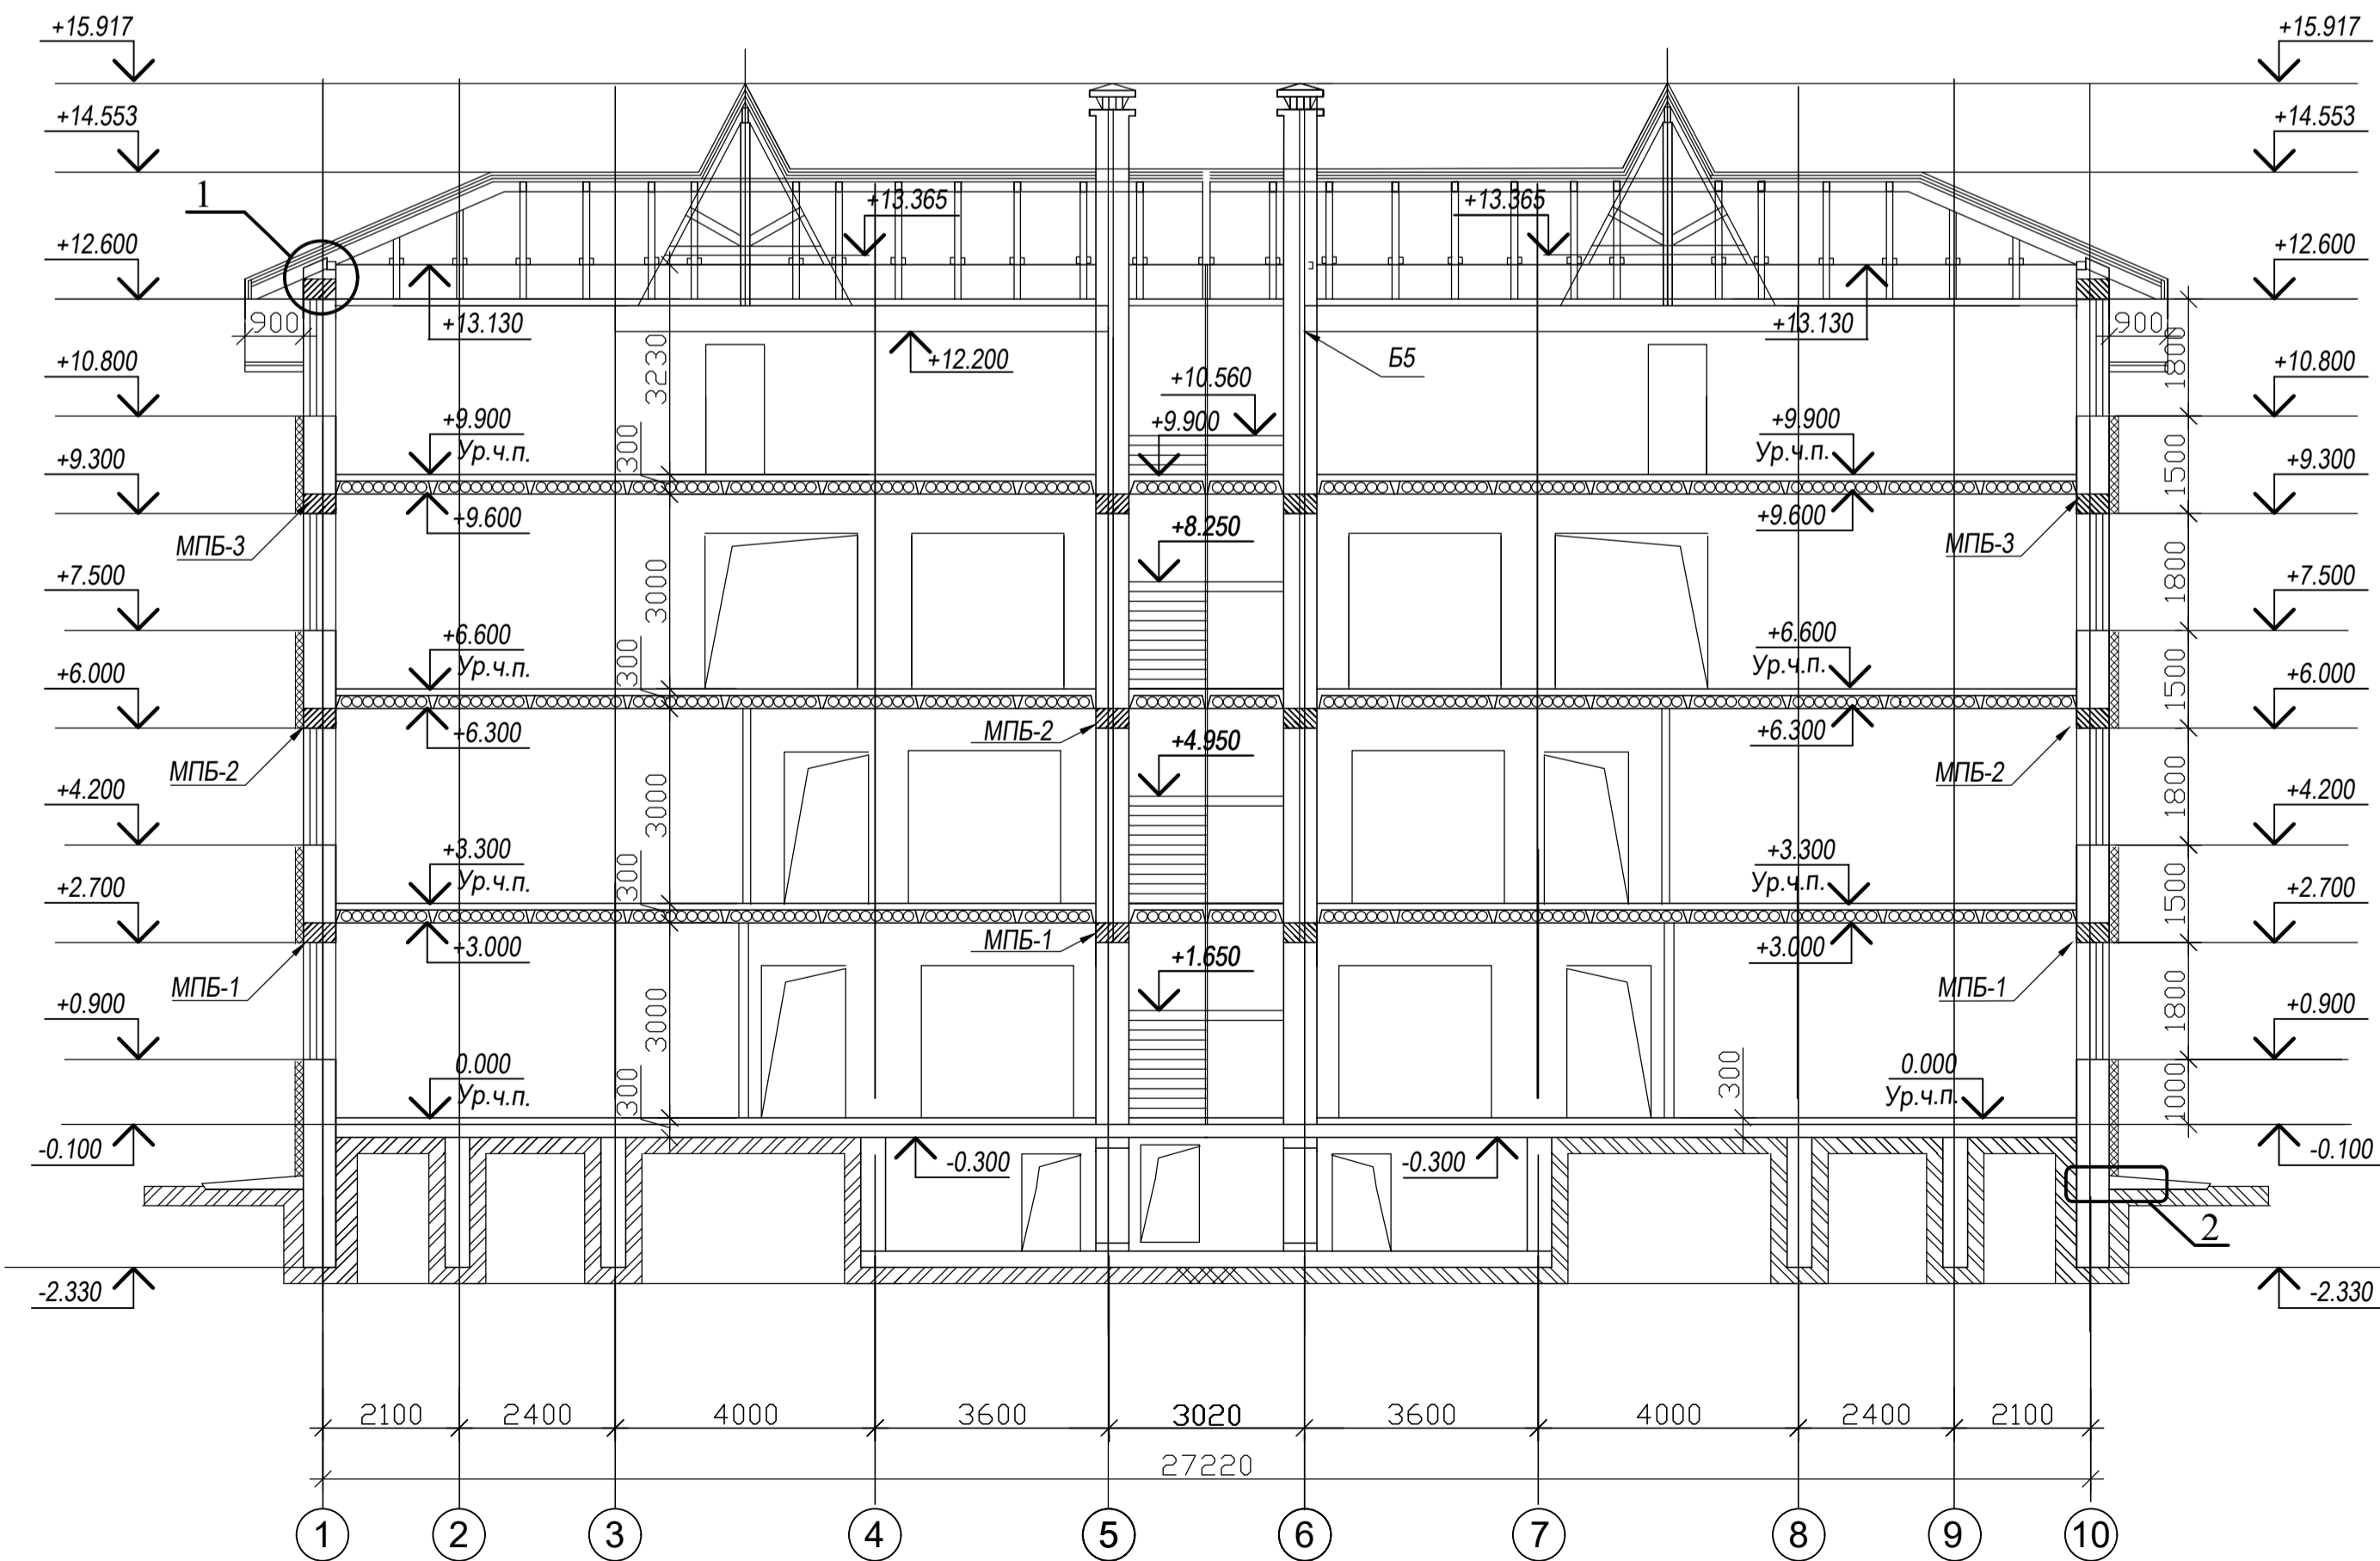 +15.917 +15.917
+14.553 +14.553
1
+13.365 +13.365
+12.600 +12.600
900 +13.130 3230 +13.130 900 1800
+12.200 Б5
+10.800 +10.560 +10.800
+9.900 300 +9.900 +9.900
Ур.ч.п. Ур.ч.п.
+9.300 1500 +9.300
+9.600 +8.250 +9.600
МПБ-3 МПБ-3
+7.500 3000 1800 +7.500
+6.600 300 +6.600
Ур.ч.п. Ур.ч.п.
+6.000 1500 +6.000
+6.300 МПБ-2 +4.950 +6.300
МПБ-2 МПБ-2
+4.200 3000 1800 +4.200
+3.300 300 +3.300
Ур.ч.п. Ур.ч.п.
+2.700 1500 +2.700
+3.000 МПБ-1 +1.650 +3.000
МПБ-1 МПБ-1
+0.900 3000 1800 +0.900
0.000 300 300 0.000 1000
Ур.ч.п. Ур.ч.п.
-0.100 -0.300 -0.300 -0.100
2
-2.330 -2.330
2100 2400 4000 3600 3020 3600 4000 2400 2100
27220
1 2 3 4 5 6 7 8 9 10